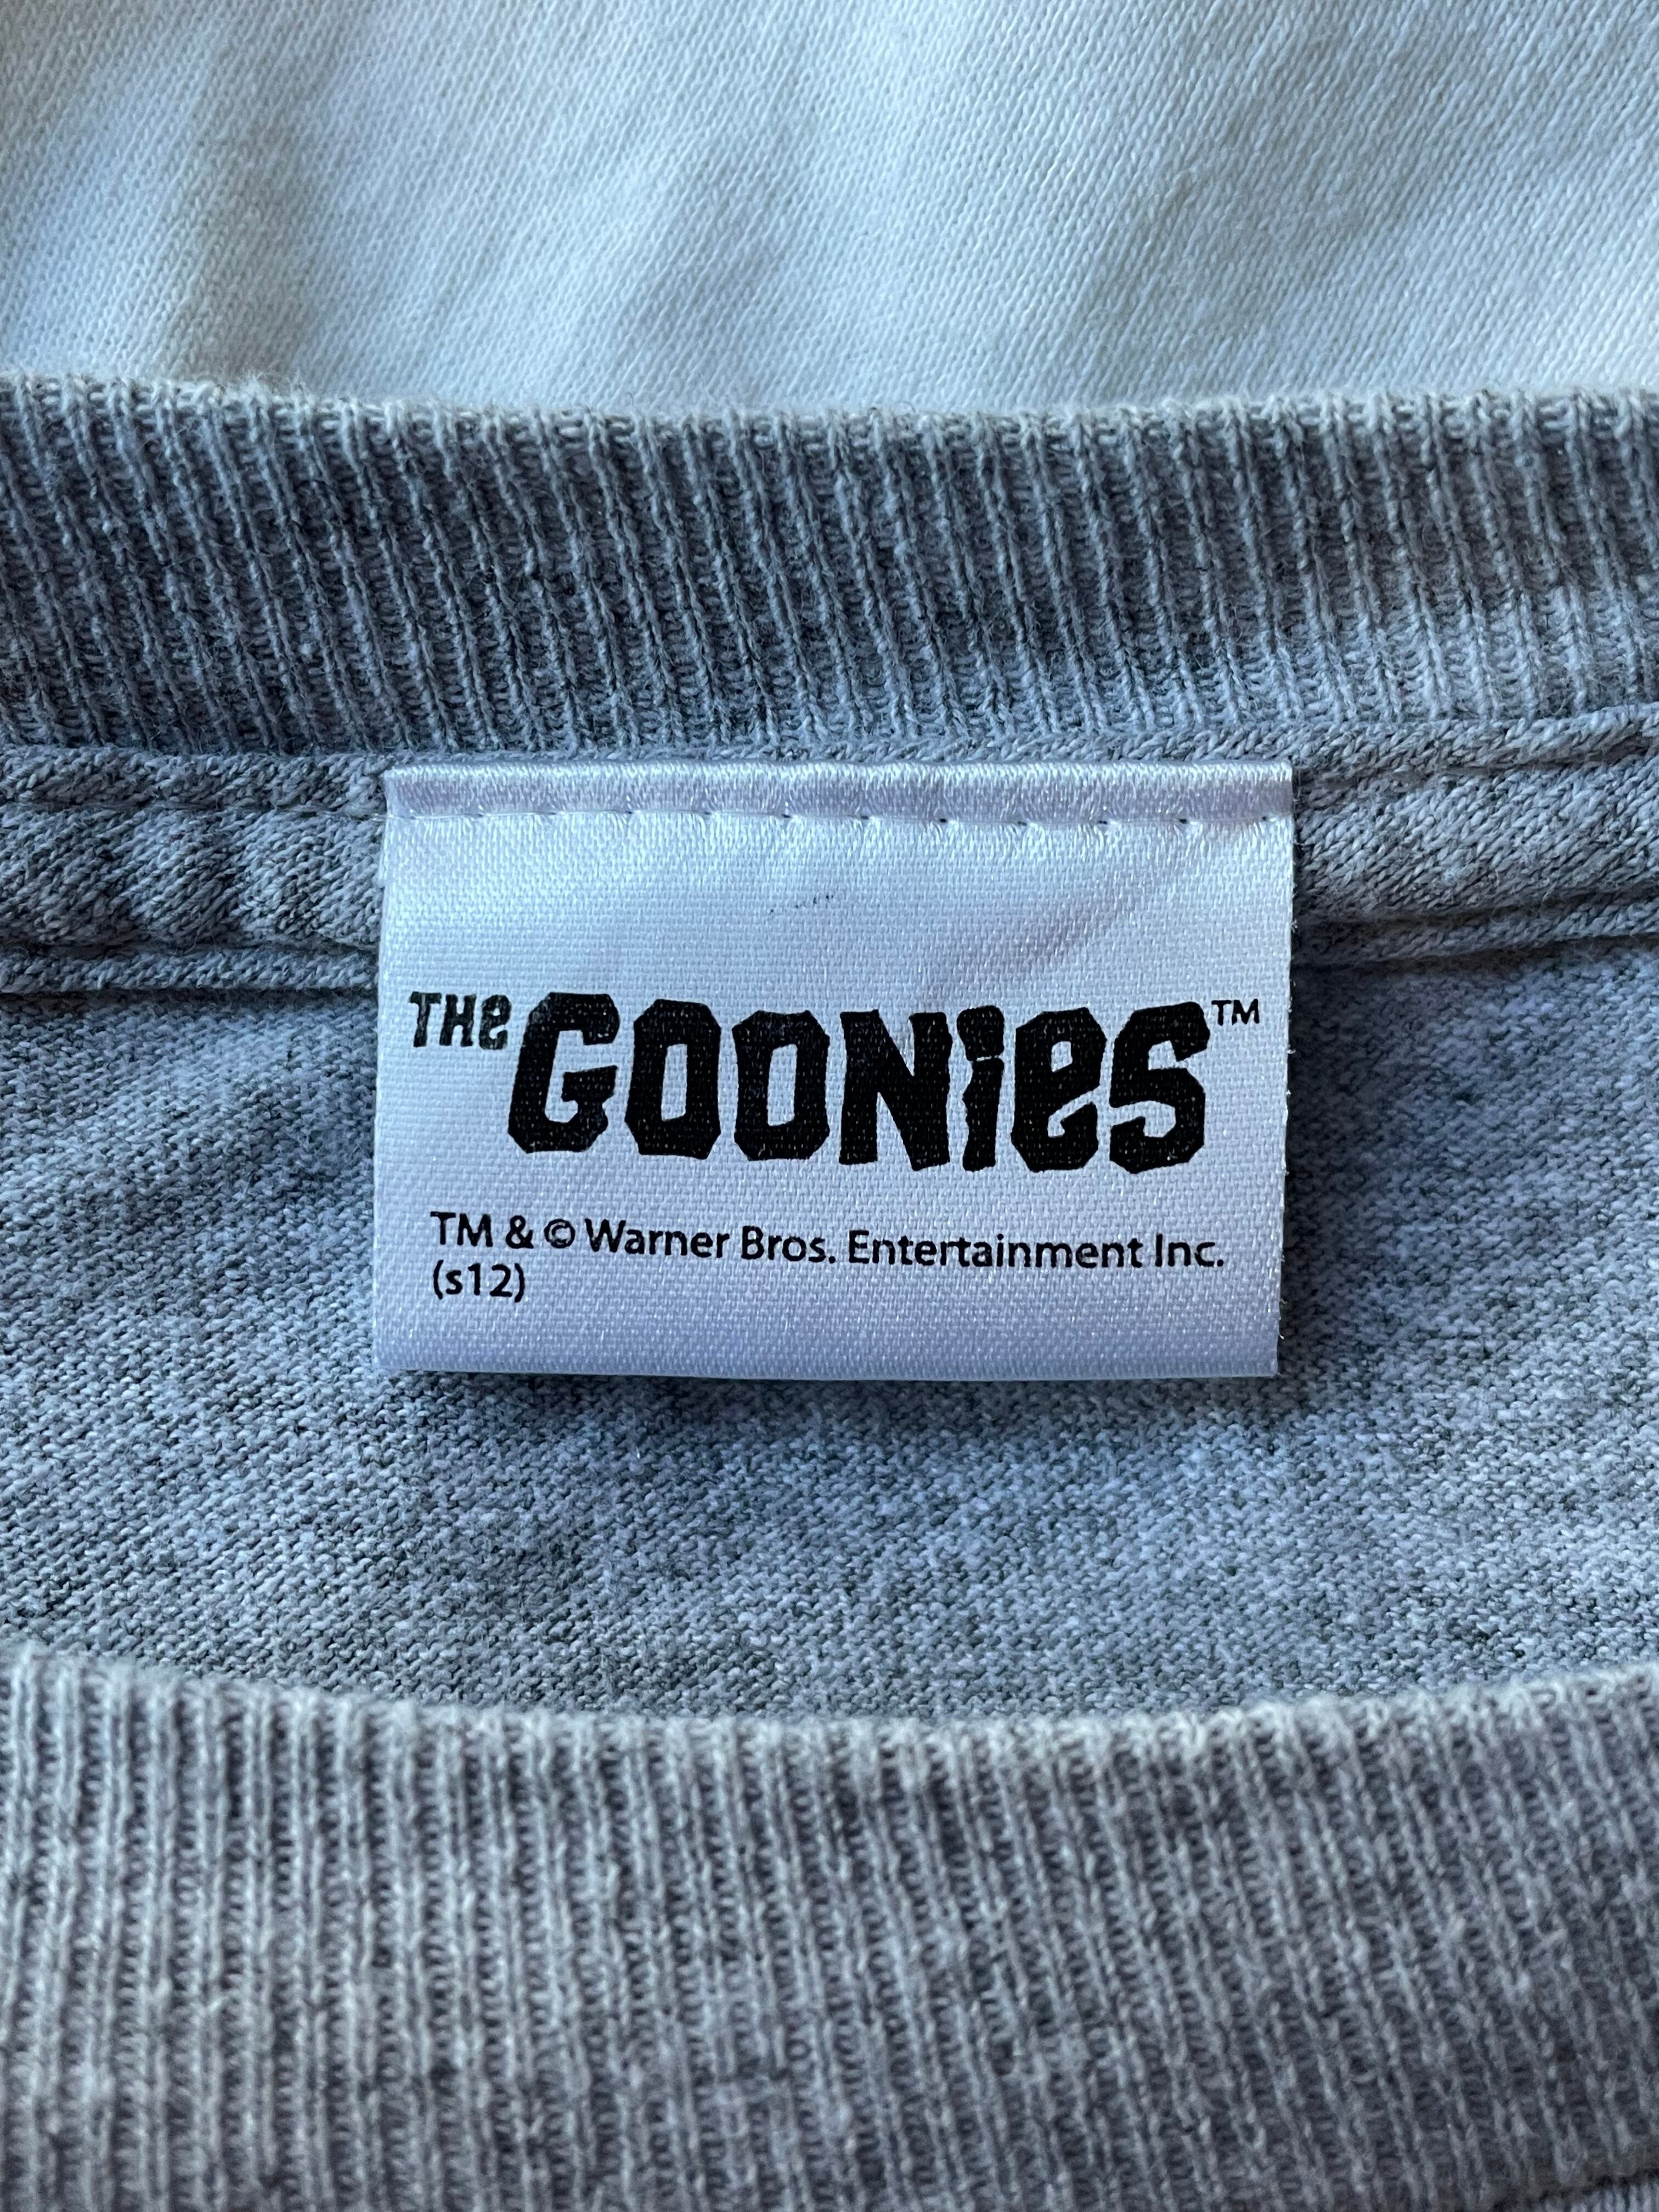 THE GOONIES™
TM & © Warner Bros. Entertainment Inc.
(s12)